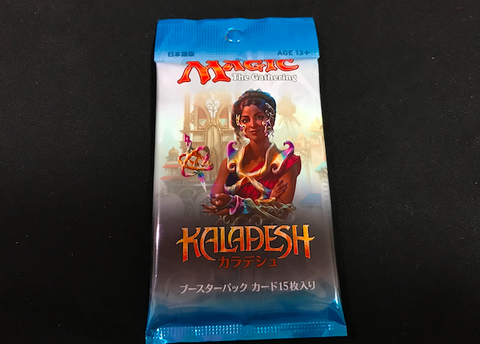 日本語版 AGE 13+
MAGIC
The Gathering
KALADESH
カラデシュ
ブースターパック カード15枚入り